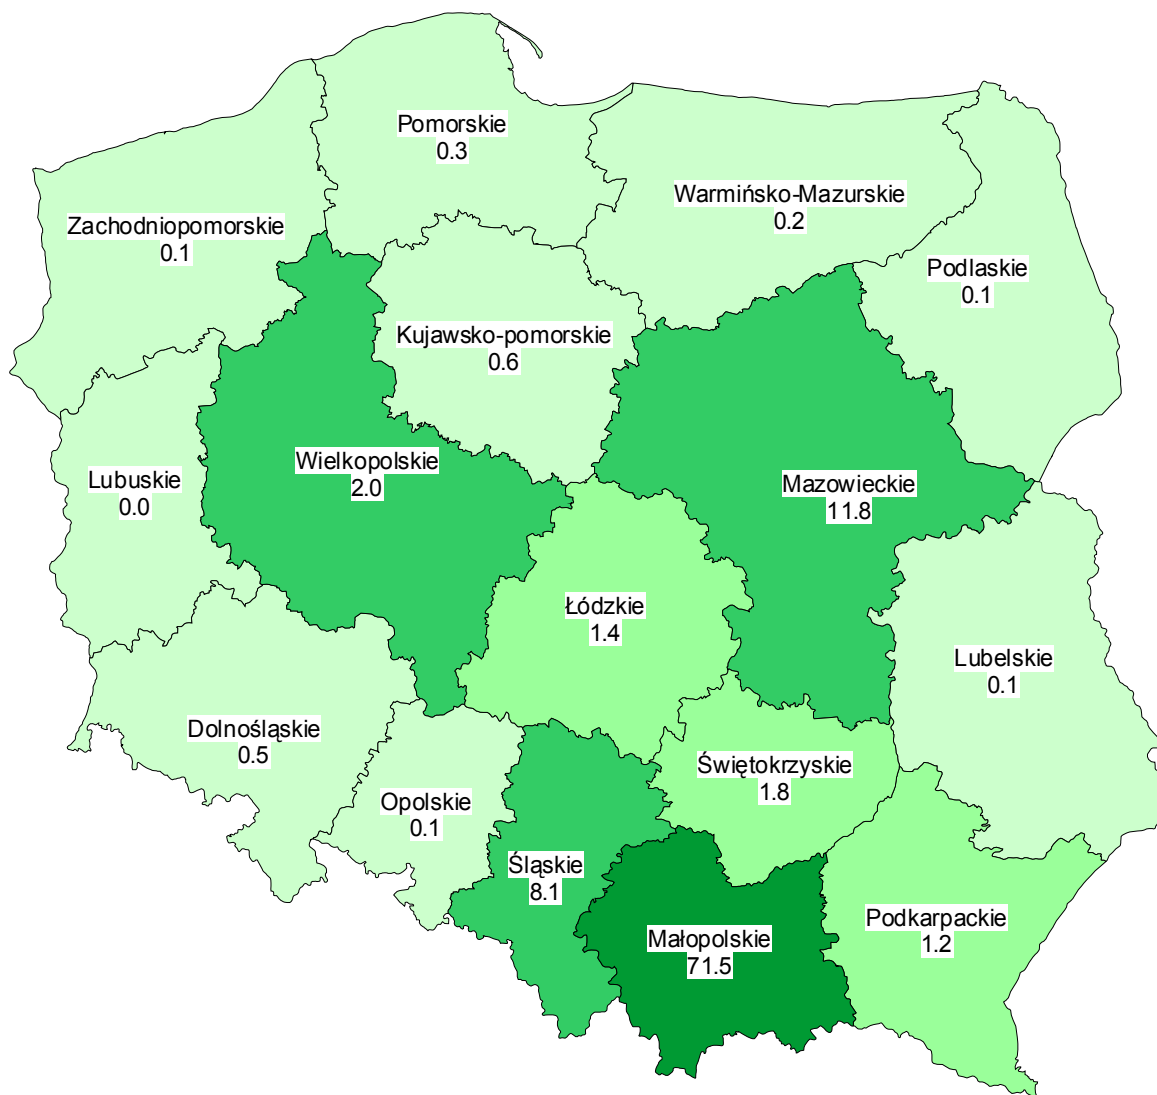 Pomorskie
0.3
Warmińsko-Mazurskie
0.2
Zachodniopomorskie
0.1
Podlaskie
0.1
Kujawsko-pomorskie
0.6
Wielkopolskie
2.0
Lubuskie
0.0
Mazowieckie
11.8
Łódzkie
1.4
Lubelskie
0.1
Dolnośląskie
0.5
Świętokrzyskie
1.8
Opolskie
0.1
Śląskie
8.1
Podkarpackie
1.2
Małopolskie
71.5